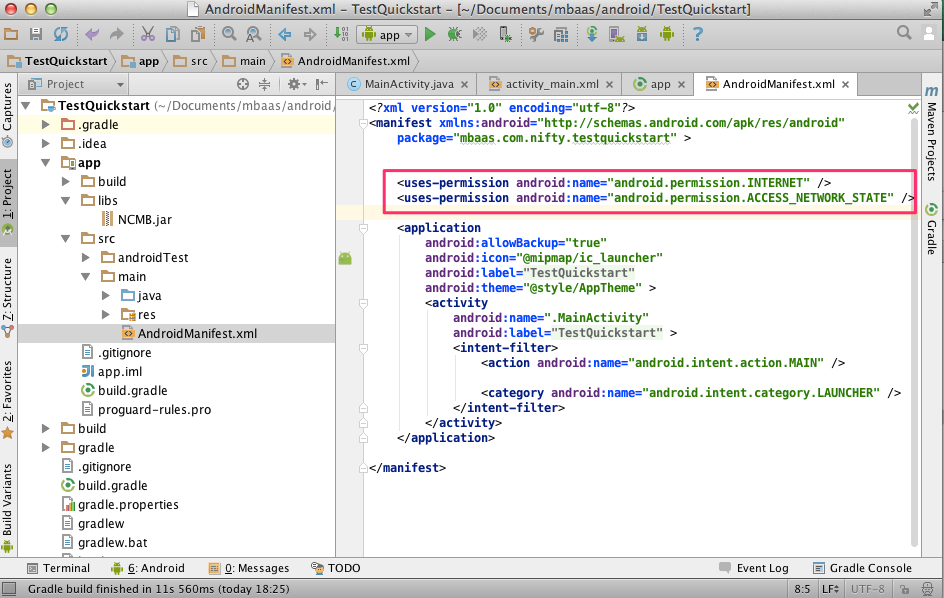 AndroidManifest.xml - TestQuickstart - [~/Documents/mbaas/android/TestQuickstart]
app
TestQuickstart
app
src
main
AndroidManifest.xml
Project
MainActivity.java
activity_main.xml
app
AndroidManifest.xml
Captures
1: Project
Z: Structure
2: Favorites
Build Variants
TestQuickstart (~/Documents/mbaas/android/
.gradle
.idea
app
build
libs
NCMB.jar
src
androidTest
main
java
res
AndroidManifest.xml
.gitignore
app.iml
build.gradle
proguard-rules.pro
build
gradle
.gitignore
build.gradle
gradle.properties
gradlew
gradlew.bat
<?xml version="1.0" encoding="utf-8"?>
<manifest xmlns:android="http://schemas.android.com/apk/res/android"
package="mbaas.com.nifty.testquickstart" >
<uses-permission android:name="android.permission.INTERNET" />
<uses-permission android:name="android.permission.ACCESS_NETWORK_STATE" />
<application
android:allowBackup="true"
android:icon="@mipmap/ic_launcher"
android:label="TestQuickstart"
android:theme="@style/AppTheme" >
<activity
android:name=".MainActivity"
android:label="TestQuickstart" >
<intent-filter>
<action android:name="android.intent.action.MAIN" />
<category android:name="android.intent.category.LAUNCHER" />
</intent-filter>
</activity>
</application>
</manifest>
Maven Projects
Gradle
Terminal
6: Android
0: Messages
TODO
Event Log
Gradle Console
Gradle build finished in 11s 560ms (today 18:25)
8:5
LF
UTF-8